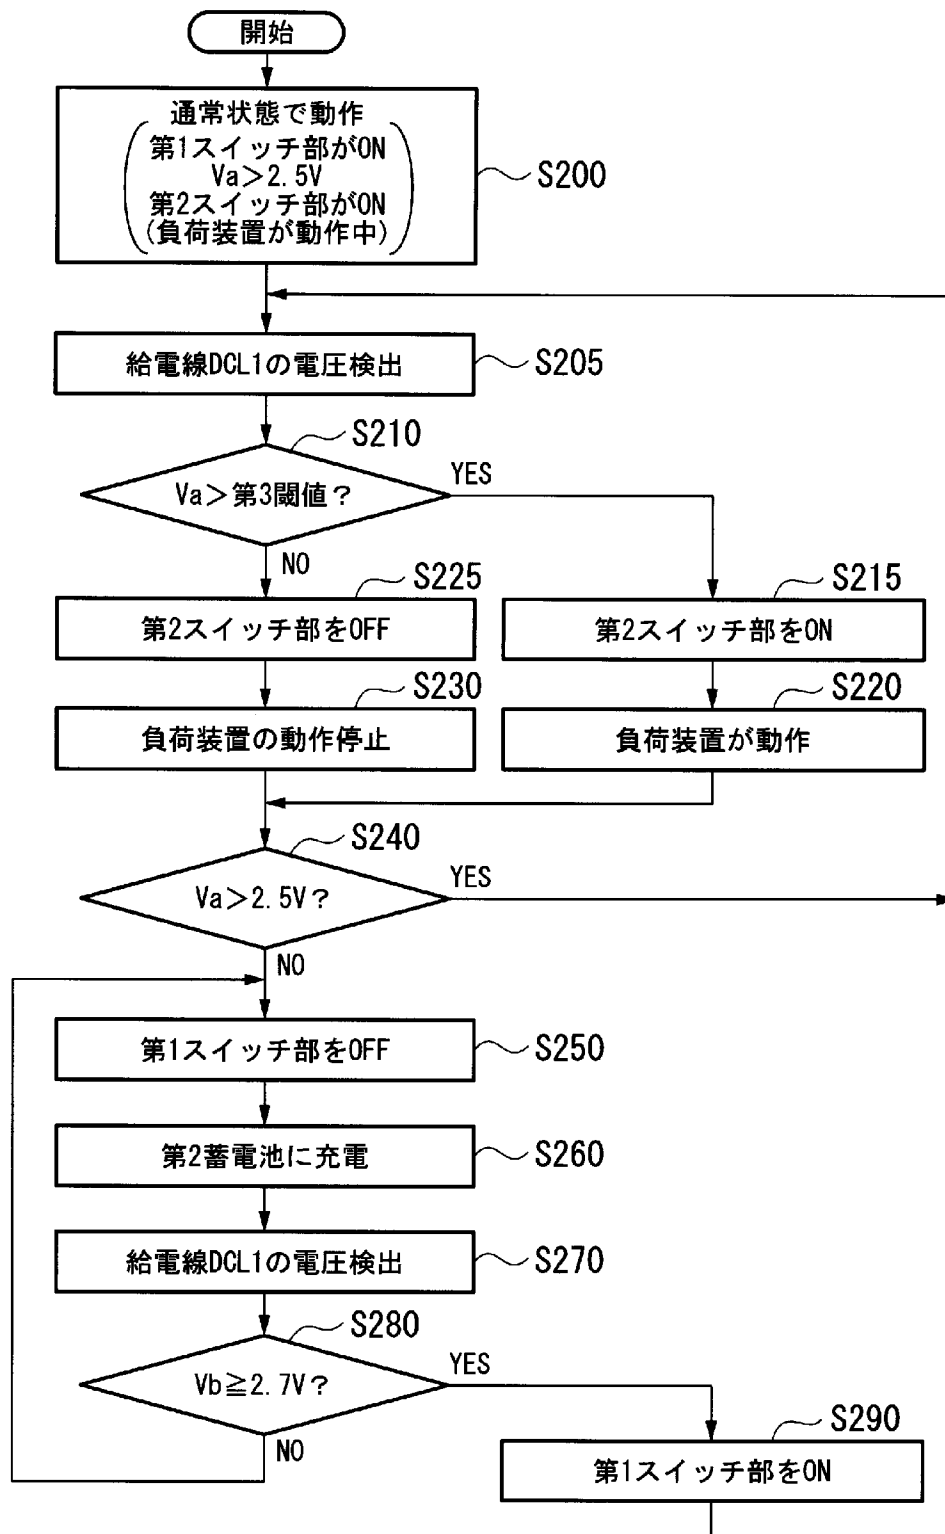 開始
通常状態で動作
第1スイッチ部がON
Va＞2.5V
第2スイッチ部がON
(負荷装置が動作中)
S200
給電線DCL1の電圧検出
S205
S210
Va＞第3閾値？
YES
NO
S225
S215
第2スイッチ部をOFF
第2スイッチ部をON
S230
S220
負荷装置の動作停止
負荷装置が動作
S240
Va＞2.5V？
YES
NO
第1スイッチ部をOFF
S250
第2蓄電池に充電
S260
給電線DCL1の電圧検出
S270
S280
Vb≧2.7V？
YES
NO
S290
第1スイッチ部をON